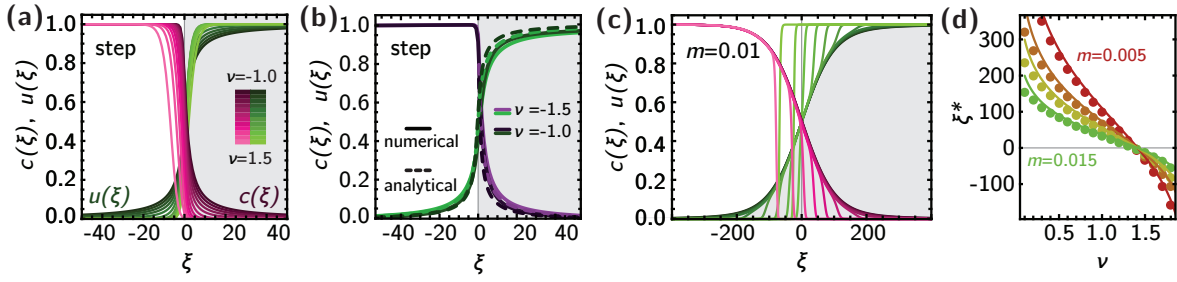 (a)
c(ξ), u(ξ)
1.0
0.8
0.6
0.4
0.2
0.0
step
ν=-1.0
ν=1.5
u(ξ)
c(ξ)
-40
-20
0
20
40
ξ
(b)
c(ξ), u(ξ)
1.0
0.8
0.6
0.4
0.2
0.0
step
ν = -1.5
ν = -1.0
numerical
analytical
-40
-20
0
20
40
ξ
(c)
c(ξ), u(ξ)
1.0
0.8
0.6
0.4
0.2
0.0
m=0.01
-200
0
200
ξ
(d)
ξ*
300
200
100
0
-100
m=0.005
m=0.015
0.5
1.0
1.5
ν